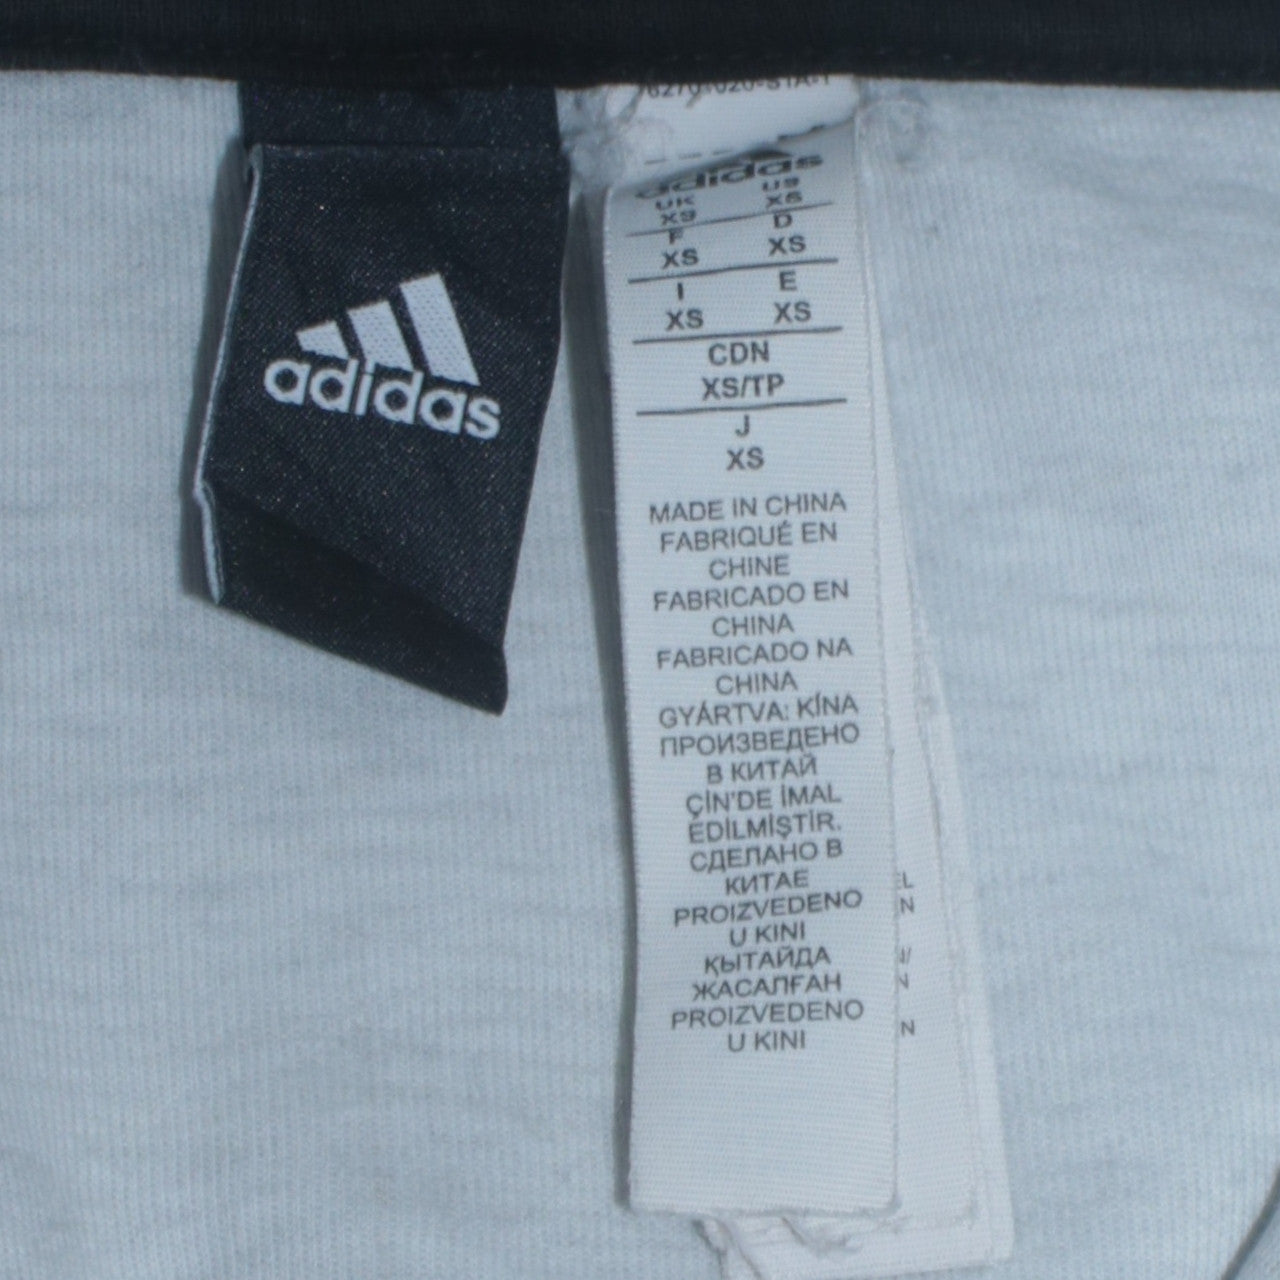 adidas
adidas
UK US
XS XS
F D
XS XS
I E
XS XS
CDN
XS/TP
J
XS
MADE IN CHINA
FABRIQUÉ EN
CHINE
FABRICADO EN
CHINA
FABRICADO NA
CHINA
GYÁRTVA: KÍNA
ПРОИЗВЕДЕНО
В КИТАЙ
ÇİN'DE İMAL
EDİLMİŞTİR.
СДЕЛАНО В
КИТАЕ
PROIZVEDENO
U KINI
ҚЫТАЙДА
ЖАСАЛҒАН
PROIZVEDENO
U KINI